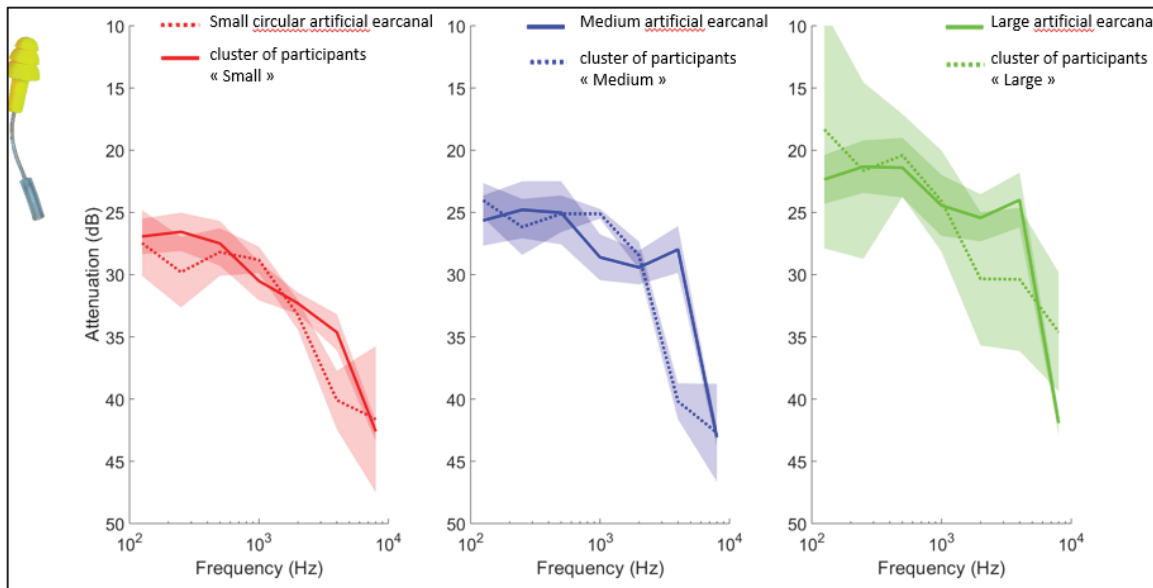 Small circular artificial earcanal
cluster of participants
« Small »
Medium artificial earcanal
cluster of participants
« Medium »
Large artificial earcanal
cluster of participants
« Large »
Attenuation (dB)
10
15
20
25
30
35
40
45
50
10²
10³
10⁴
Frequency (Hz)
10
15
20
25
30
35
40
45
50
10²
10³
10⁴
Frequency (Hz)
10
15
20
25
30
35
40
45
50
10²
10³
10⁴
Frequency (Hz)